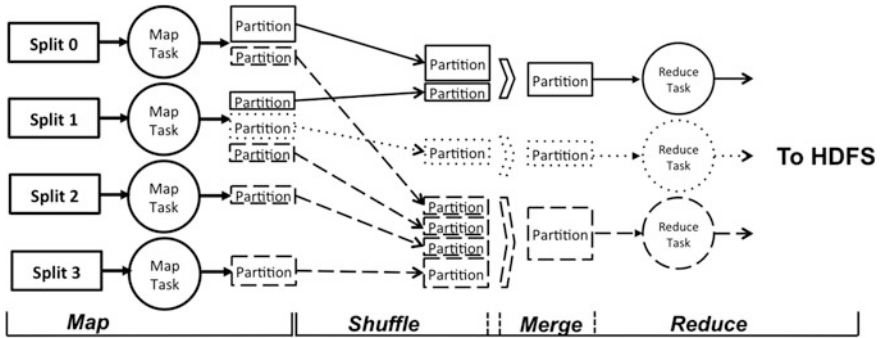 Split 0
Map
Task
Partition
Partition
Partition
Partition
Partition
Reduce
Task
Split 1
Map
Task
Partition
Partition
Partition
Partition
Partition
Reduce
Task
To HDFS
Split 2
Map
Task
Partition
Partition
Partition
Partition
Partition
Partition
Reduce
Task
Split 3
Map
Task
Partition
Map
Shuffle
Merge
Reduce